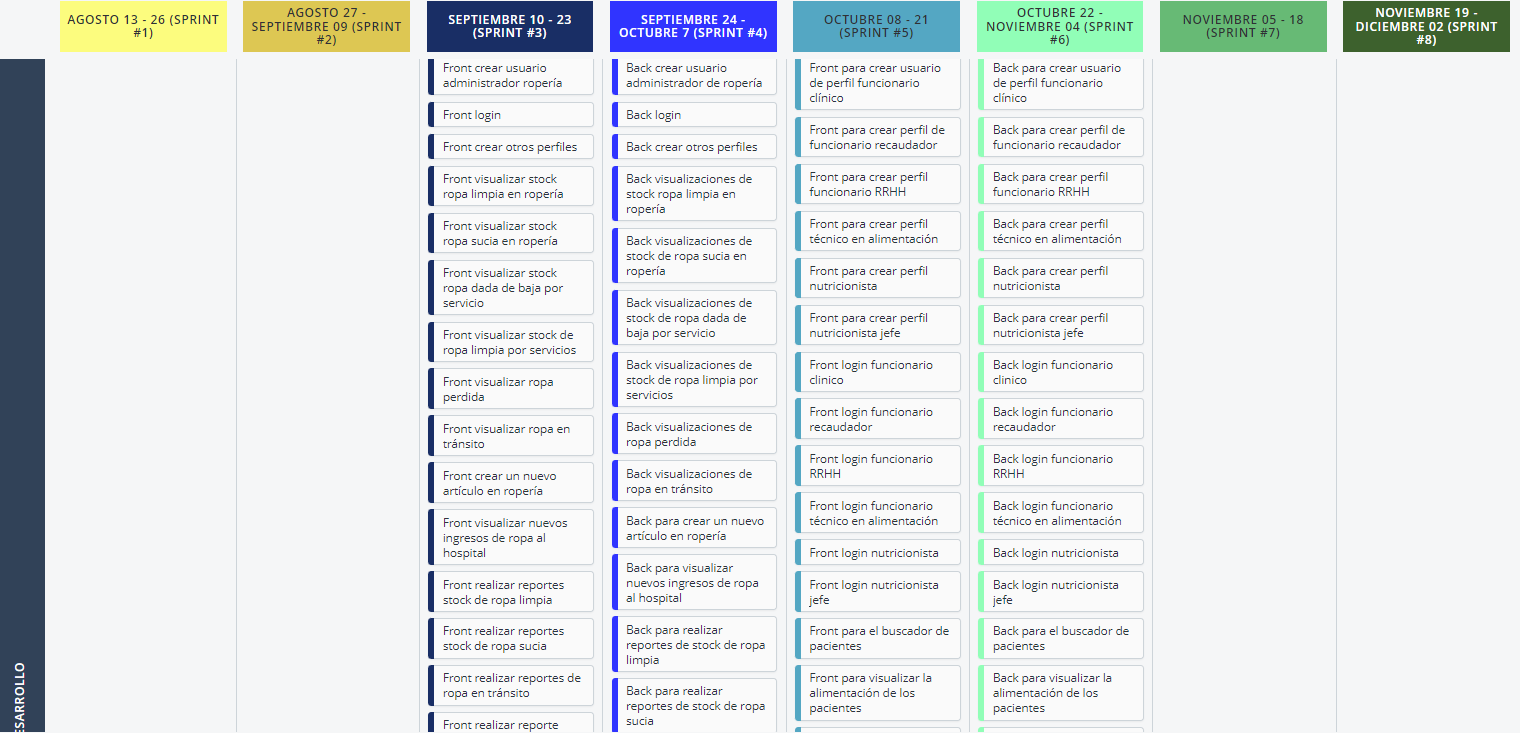 AGOSTO 13 - 26 (SPRINT
#1)
AGOSTO 27 -
SEPTIEMBRE 09 (SPRINT
#2)
SEPTIEMBRE 10 - 23
(SPRINT #3)
SEPTIEMBRE 24 -
OCTUBRE 7 (SPRINT #4)
OCTUBRE 08 - 21
(SPRINT #5)
OCTUBRE 22 -
NOVIEMBRE 04 (SPRINT
#6)
NOVIEMBRE 05 - 18
(SPRINT #7)
NOVIEMBRE 19 -
DICIEMBRE 02 (SPRINT
#8)
ESARROLLO
Front crear usuario
administrador ropería
Front login
Front crear otros perfiles
Front visualizar stock
ropa limpia en ropería
Front visualizar stock
ropa sucia en ropería
Front visualizar stock
ropa dada de baja por
servicio
Front visualizar stock de
ropa limpia por servicios
Front visualizar ropa
perdida
Front visualizar ropa en
tránsito
Front crear un nuevo
artículo en ropería
Front visualizar nuevos
ingresos de ropa al
hospital
Front realizar reportes
stock de ropa limpia
Front realizar reportes
stock de ropa sucia
Front realizar reportes de
ropa en tránsito
Front realizar reporte
Back crear usuario
administrador de ropería
Back login
Back crear otros perfiles
Back visualizaciones de
stock ropa limpia en
ropería
Back visualizaciones de
stock de ropa sucia en
ropería
Back visualizaciones de
stock de ropa dada de
baja por servicio
Back visualizaciones de
stock de ropa limpia por
servicios
Back visualizaciones de
ropa perdida
Back visualizaciones de
ropa en tránsito
Back para crear un nuevo
artículo en ropería
Back para visualizar
nuevos ingresos de ropa
al hospital
Back para realizar
reportes de stock de ropa
limpia
Back para realizar
reportes de stock de ropa
sucia
Front para crear usuario
de perfil funcionario
clínico
Front para crear perfil de
funcionario recaudador
Front para crear perfil
funcionario RRHH
Front para crear perfil
técnico en alimentación
Front para crear perfil
nutricionista
Front para crear perfil
nutricionista jefe
Front login funcionario
clinico
Front login funcionario
recaudador
Front login funcionario
RRHH
Front login funcionario
técnico en alimentación
Front login nutricionista
Front login nutricionista
jefe
Front para el buscador de
pacientes
Front para visualizar la
alimentación de los
pacientes
Back para crear usuario
de perfil funcionario
clínico
Back para crear perfil de
funcionario recaudador
Back para crear perfil
funcionario RRHH
Back para crear perfil
técnico en alimentación
Back para crear perfil
nutricionista
Back para crear perfil
nutricionista jefe
Back login funcionario
clinico
Back login funcionario
recaudador
Back login funcionario
RRHH
Back login funcionario
técnico en alimentación
Back login nutricionista
Back login nutricionista
jefe
Back para el buscador de
pacientes
Back para visualizar la
alimentación de los
pacientes